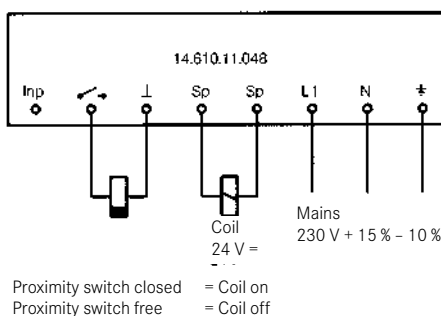 14.610.11.048
Inp ⊥ Sp Sp L1 N ⏚
Coil
24 V =
Mains
230 V + 15 % – 10 %
Proximity switch closed = Coil on
Proximity switch free = Coil off